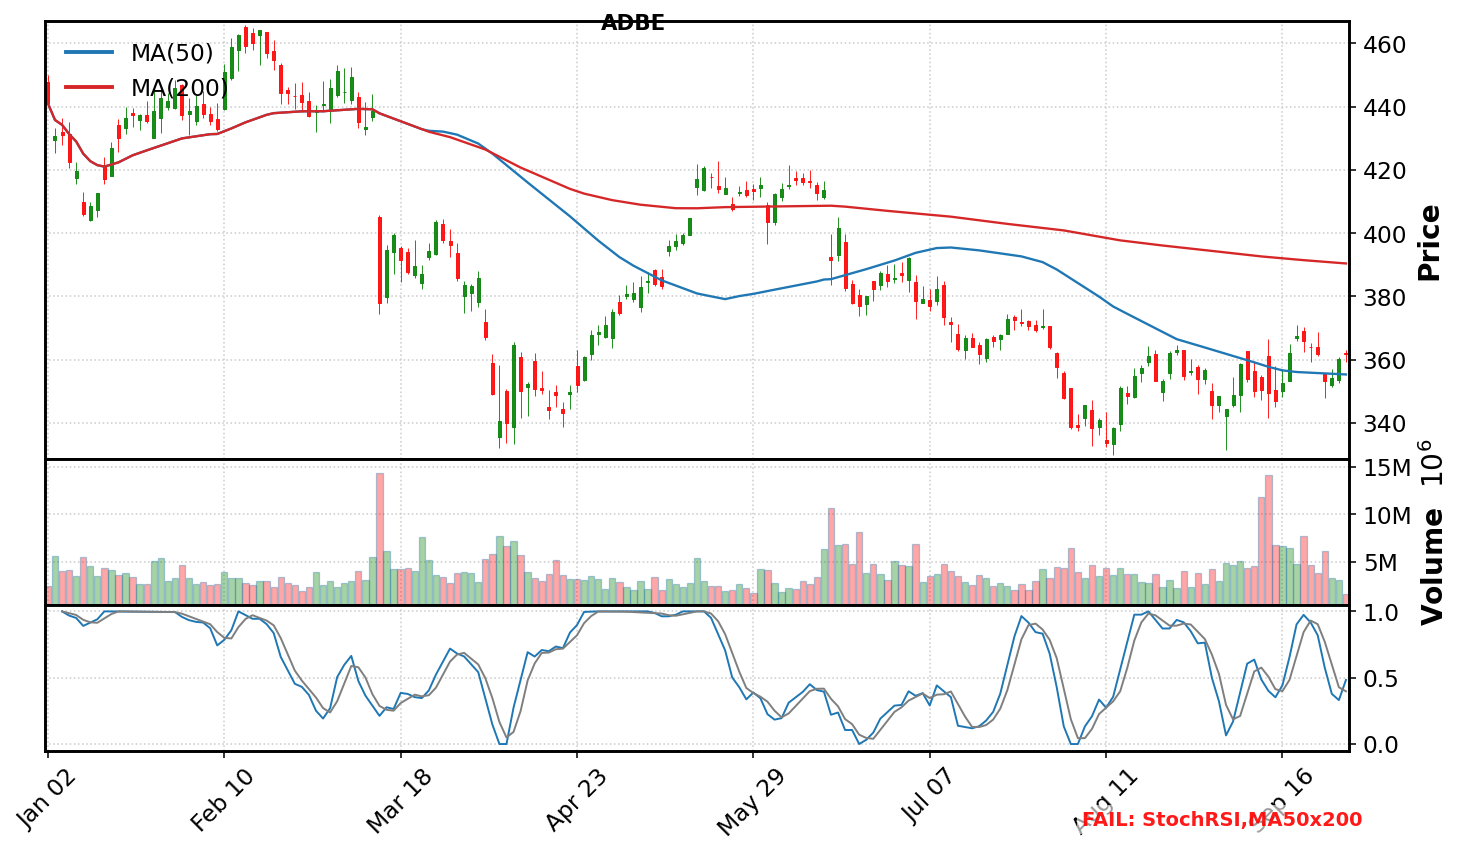 ADBE
MA(50)
MA(200)
460
440
420
400
380
360
340
Price
15M
10M
5M
Volume 10^6
1.0
0.5
0.0
Jan 02
Feb 10
Mar 18
Apr 23
May 29
Jul 07
Aug 11
Sep 16
FAIL: StochRSI,MA50x200